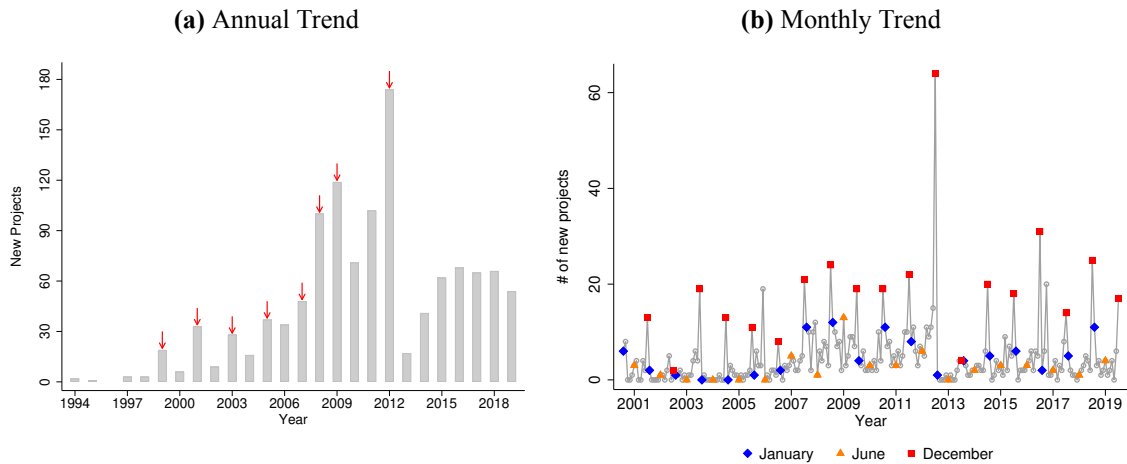 (a) Annual Trend
New Projects
180
150
120
90
60
30
0
1994 1997 2000 2003 2006 2009 2012 2015 2018
Year
(b) Monthly Trend
# of new projects
60
40
20
0
2001 2003 2005 2007 2009 2011 2013 2015 2017 2019
Year
January June December